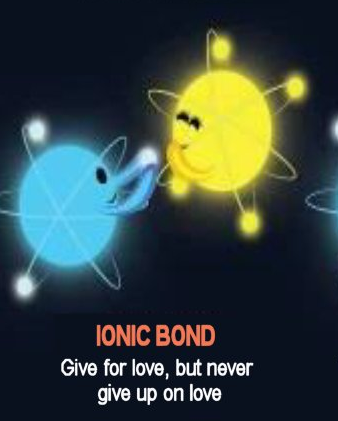 IONIC BOND
Give for love, but never
give up on love